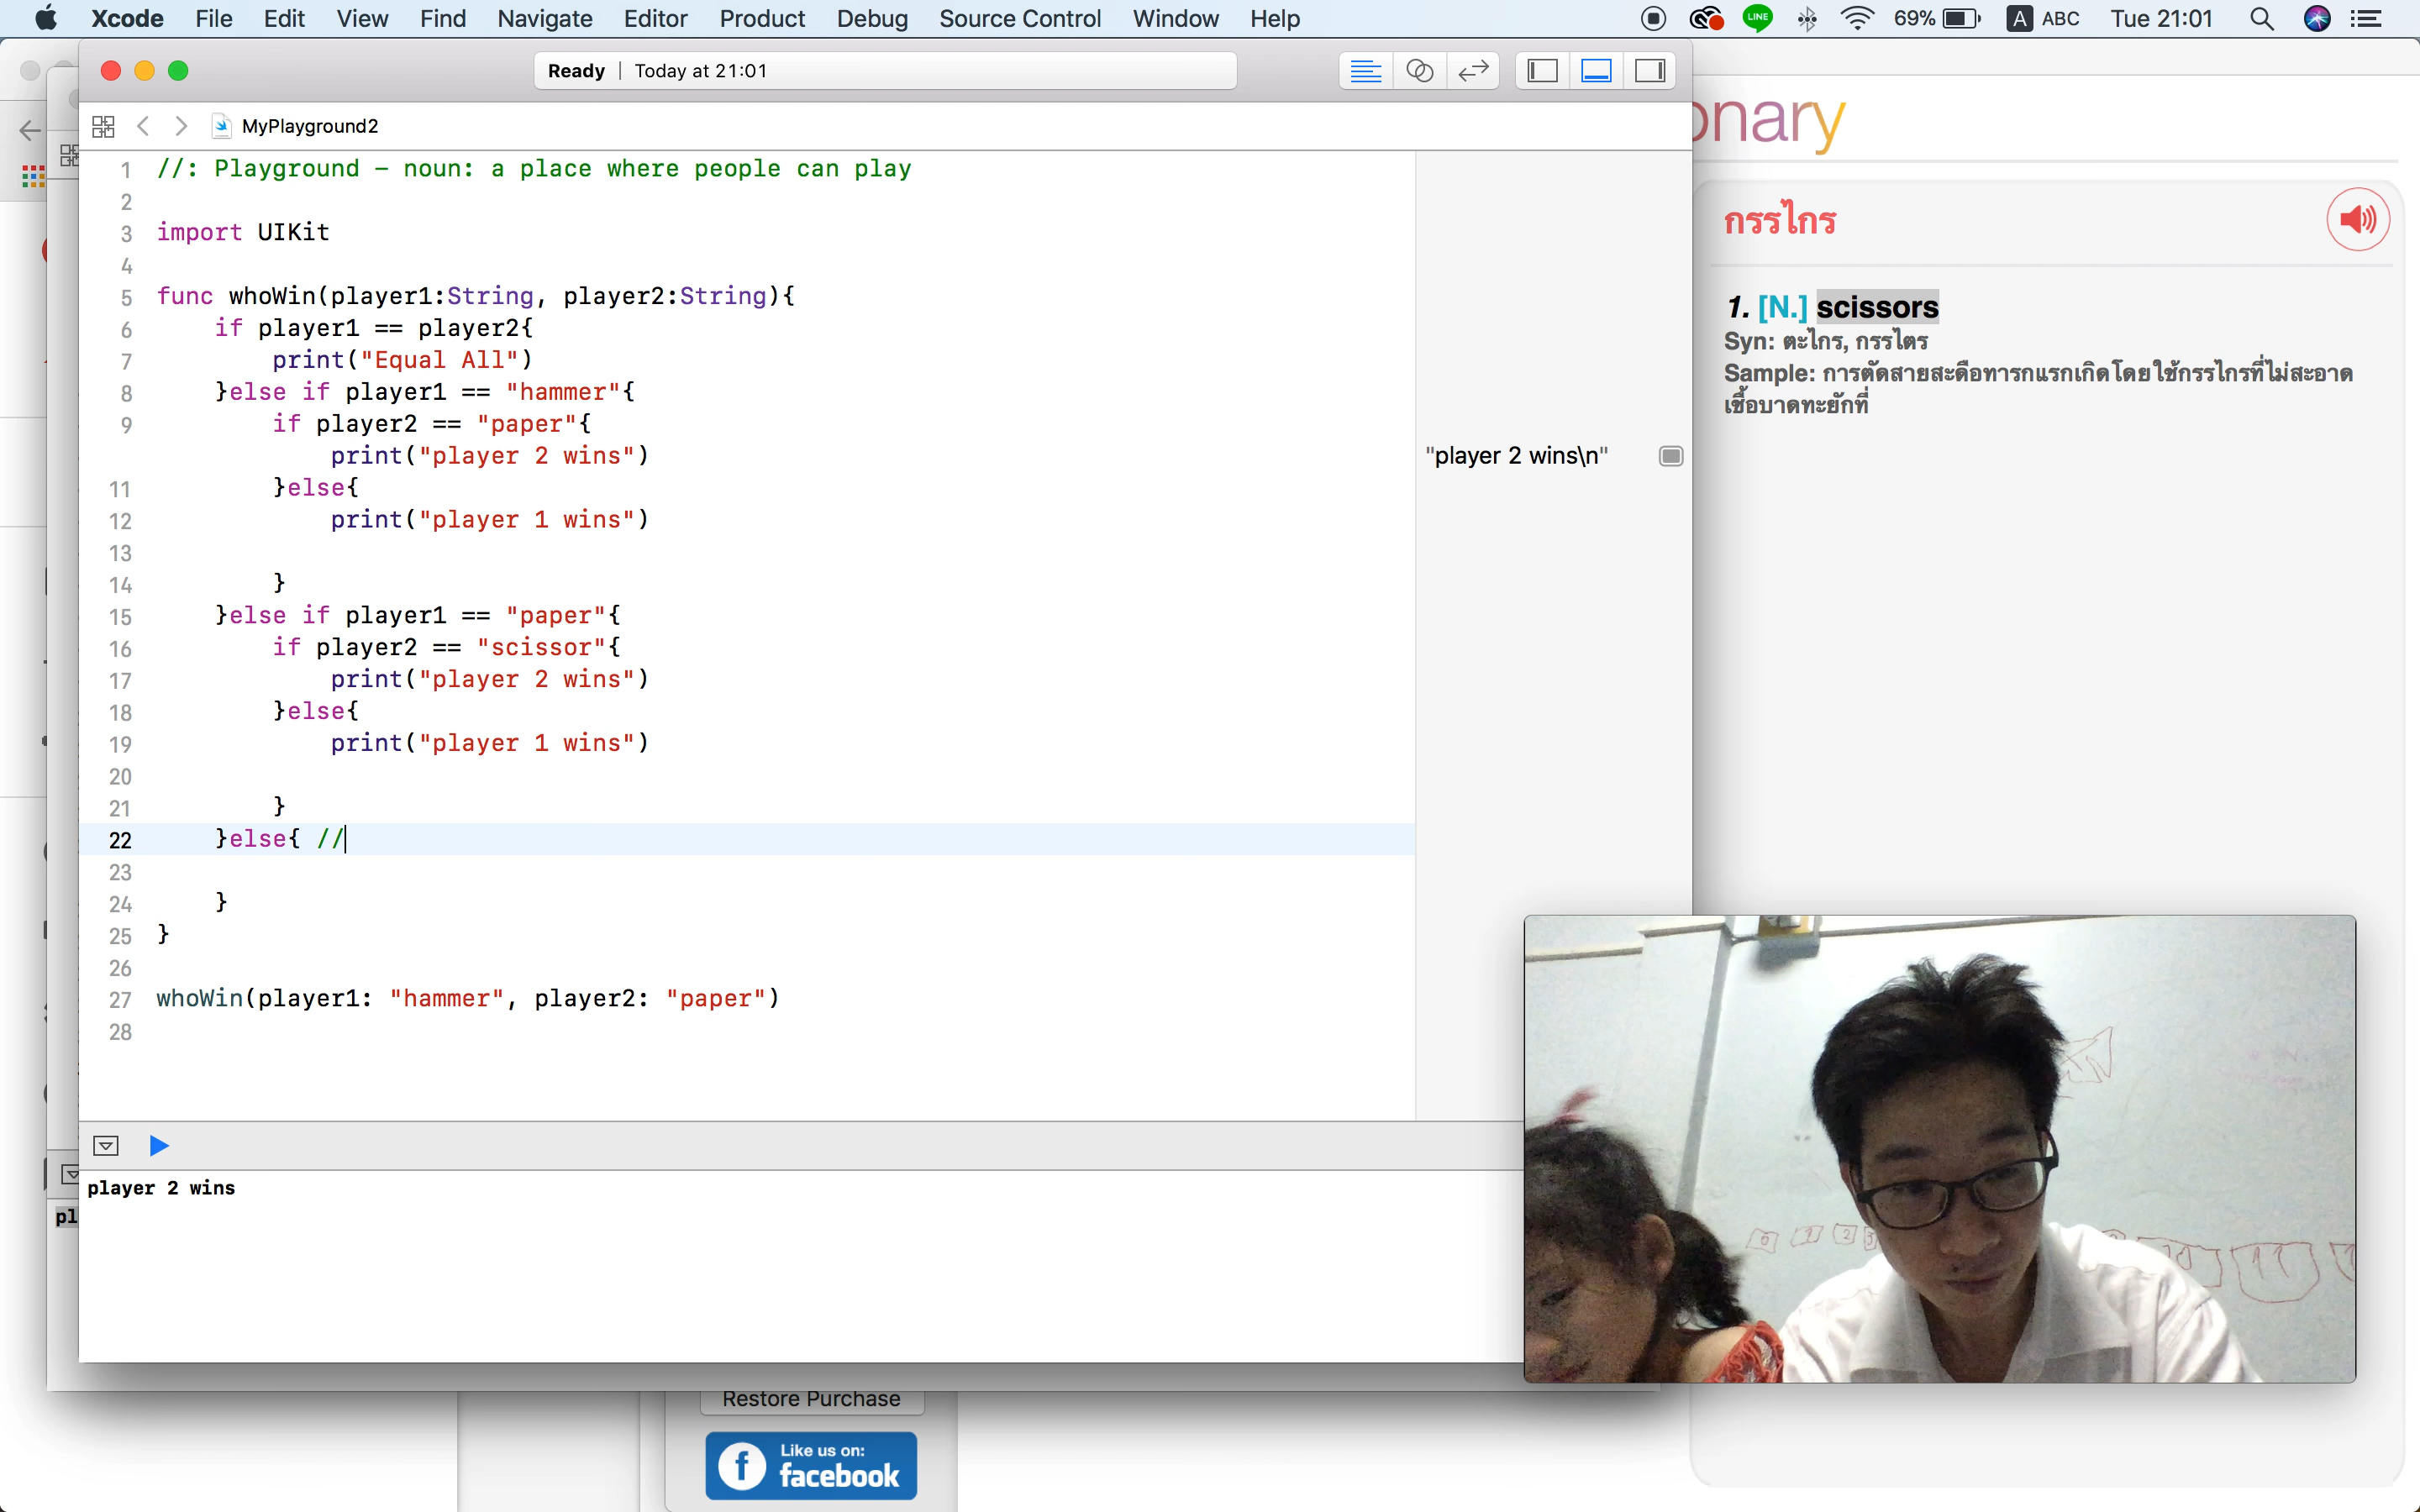 Xcode File Edit View Find Navigate Editor Product Debug Source Control Window Help LINE 69% A ABC Tue 21:01
Ready | Today at 21:01
MyPlayground2
1 //: Playground – noun: a place where people can play
2
3 import UIKit
4
5 func whoWin(player1:String, player2:String){
6 if player1 == player2{
7 print("Equal All")
8 }else if player1 == "hammer"{
9 if player2 == "paper"{
print("player 2 wins")
11 }else{
12 print("player 1 wins")
13
14 }
15 }else if player1 == "paper"{
16 if player2 == "scissor"{
17 print("player 2 wins")
18 }else{
19 print("player 1 wins")
20
21 }
22 }else{ //
23
24 }
25 }
26
27 whoWin(player1: "hammer", player2: "paper")
28
"player 2 wins\n"
player 2 wins
pl
onary
กรรไกร
1. [N.] scissors
Syn: ตะไกร, กรรไตร
Sample: การตัดสายสะดือทารกแรกเกิดโดยใช้กรรไกรที่ไม่สะอาด
เชื้อบาดทะยักที่
0 1 2 3
11
Restore Purchase
Like us on:
facebook